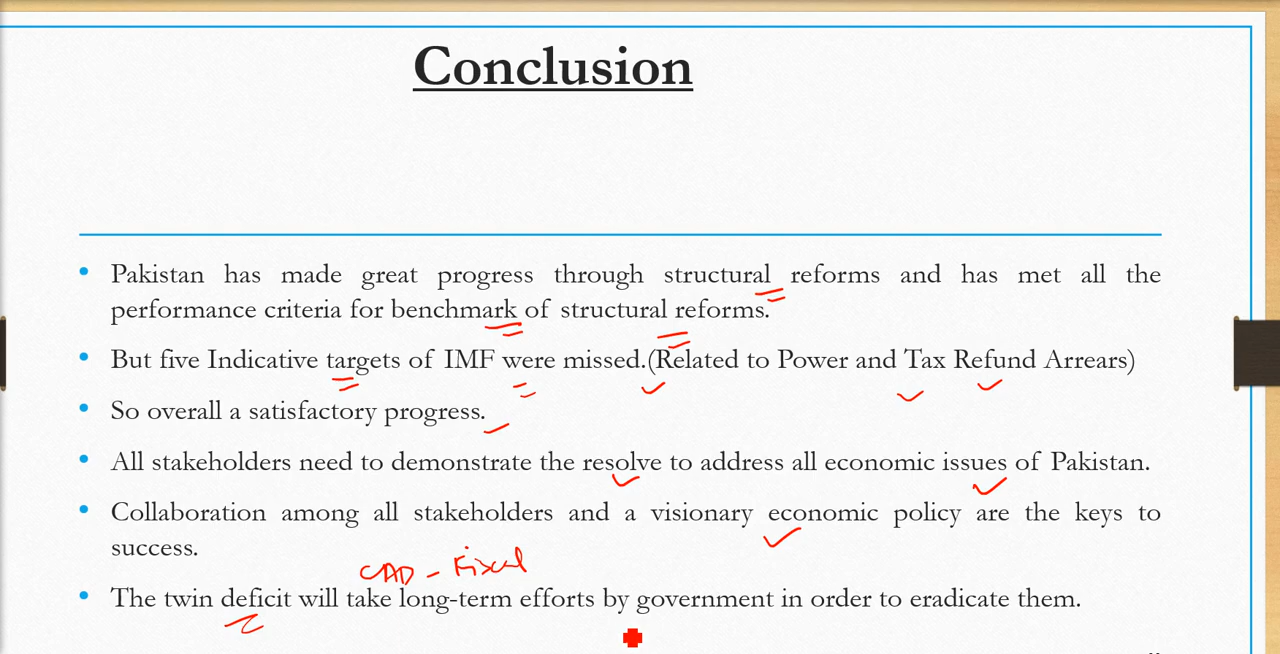 Conclusion
Pakistan has made great progress through structural reforms and has met all the
performance criteria for benchmark of structural reforms.
But five Indicative targets of IMF were missed.(Related to Power and Tax Refund Arrears)
So overall a satisfactory progress.
All stakeholders need to demonstrate the resolve to address all economic issues of Pakistan.
Collaboration among all stakeholders and a visionary economic policy are the keys to
success.
CAD - Fiscal
The twin deficit will take long-term efforts by government in order to eradicate them.